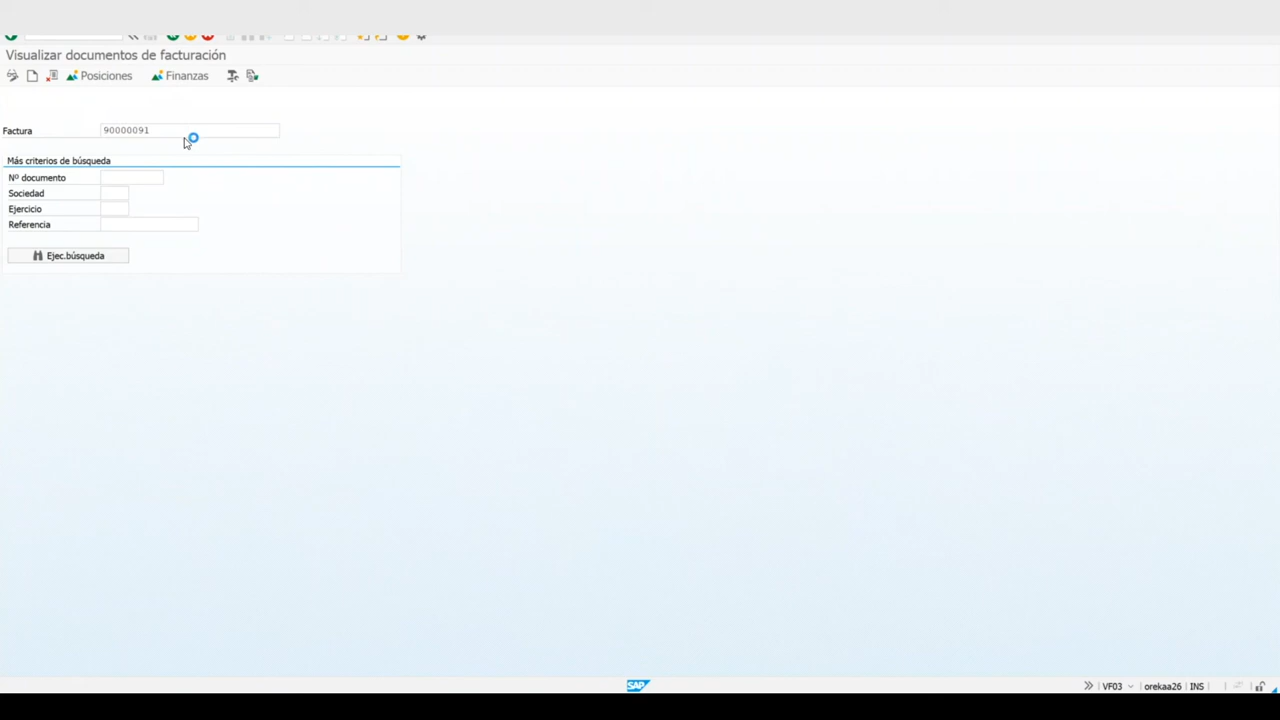 Visualizar documentos de facturación
Posiciones Finanzas
Factura 90000091
Más criterios de búsqueda
Nº documento
Sociedad
Ejercicio
Referencia
Ejec.búsqueda
SAP VF03 orekaa26 INS